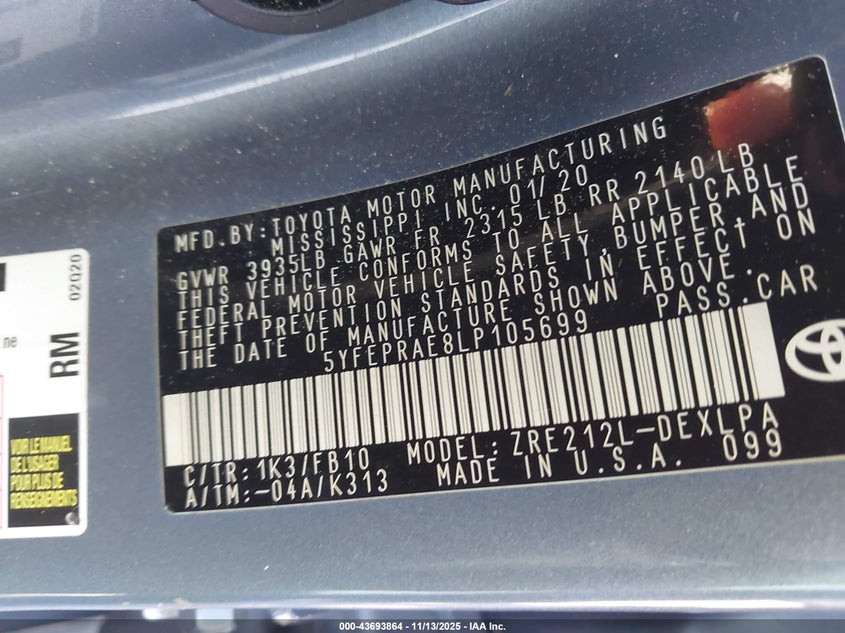 MFD.BY:TOYOTA MOTOR MANUFACTURING
MISSISSIPPI INC. 01/20
GVWR 3935LB GAWR FR 2315 LB RR 2140 LB
THIS VEHICLE CONFORMS TO ALL APPLICABLE
FEDERAL MOTOR VEHICLE SAFETY,BUMPER,AND
THEFT PREVENTION STANDARDS IN EFFECT ON
THE DATE OF MANUFACTURE SHOWN ABOVE.
5YFEPRAE8LP105699 PASS.CAR
C/TR:1K3/FB10 MODEL:ZRE212L-DEXLPA
A/TM:-04A/K313 MADE IN U.S.A. 099
ne
RM
02020
VOIR LE MANUEL
DE L'USAGER
POUR PLUS DE
RENSEIGNEMENTS
000-43693864 - 11/13/2025 - IAA Inc.